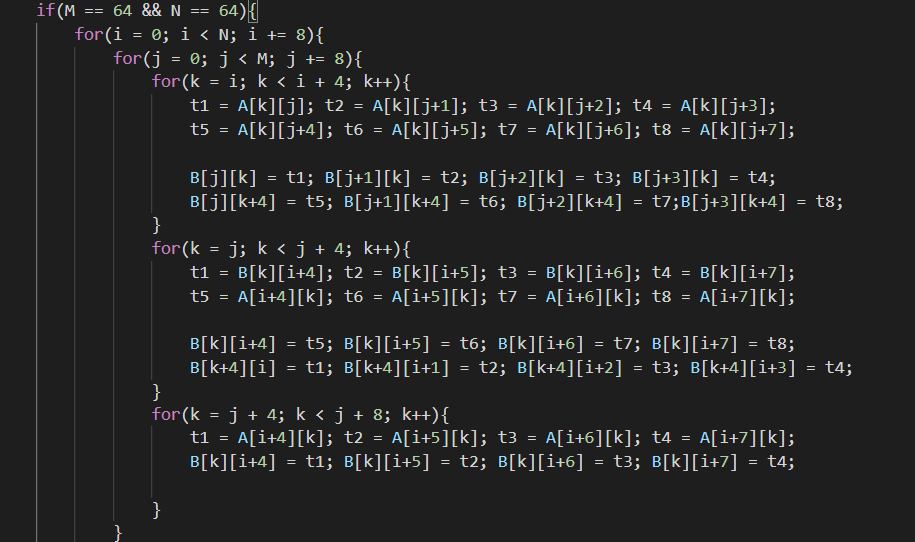 if(M == 64 && N == 64){
for(i = 0; i < N; i += 8){
for(j = 0; j < M; j += 8){
for(k = i; k < i + 4; k++){
t1 = A[k][j]; t2 = A[k][j+1]; t3 = A[k][j+2]; t4 = A[k][j+3];
t5 = A[k][j+4]; t6 = A[k][j+5]; t7 = A[k][j+6]; t8 = A[k][j+7];
B[j][k] = t1; B[j+1][k] = t2; B[j+2][k] = t3; B[j+3][k] = t4;
B[j][k+4] = t5; B[j+1][k+4] = t6; B[j+2][k+4] = t7;B[j+3][k+4] = t8;
}
for(k = j; k < j + 4; k++){
t1 = B[k][i+4]; t2 = B[k][i+5]; t3 = B[k][i+6]; t4 = B[k][i+7];
t5 = A[i+4][k]; t6 = A[i+5][k]; t7 = A[i+6][k]; t8 = A[i+7][k];
B[k][i+4] = t5; B[k][i+5] = t6; B[k][i+6] = t7; B[k][i+7] = t8;
B[k+4][i] = t1; B[k+4][i+1] = t2; B[k+4][i+2] = t3; B[k+4][i+3] = t4;
}
for(k = j + 4; k < j + 8; k++){
t1 = A[i+4][k]; t2 = A[i+5][k]; t3 = A[i+6][k]; t4 = A[i+7][k];
B[k][i+4] = t1; B[k][i+5] = t2; B[k][i+6] = t3; B[k][i+7] = t4;
}
}